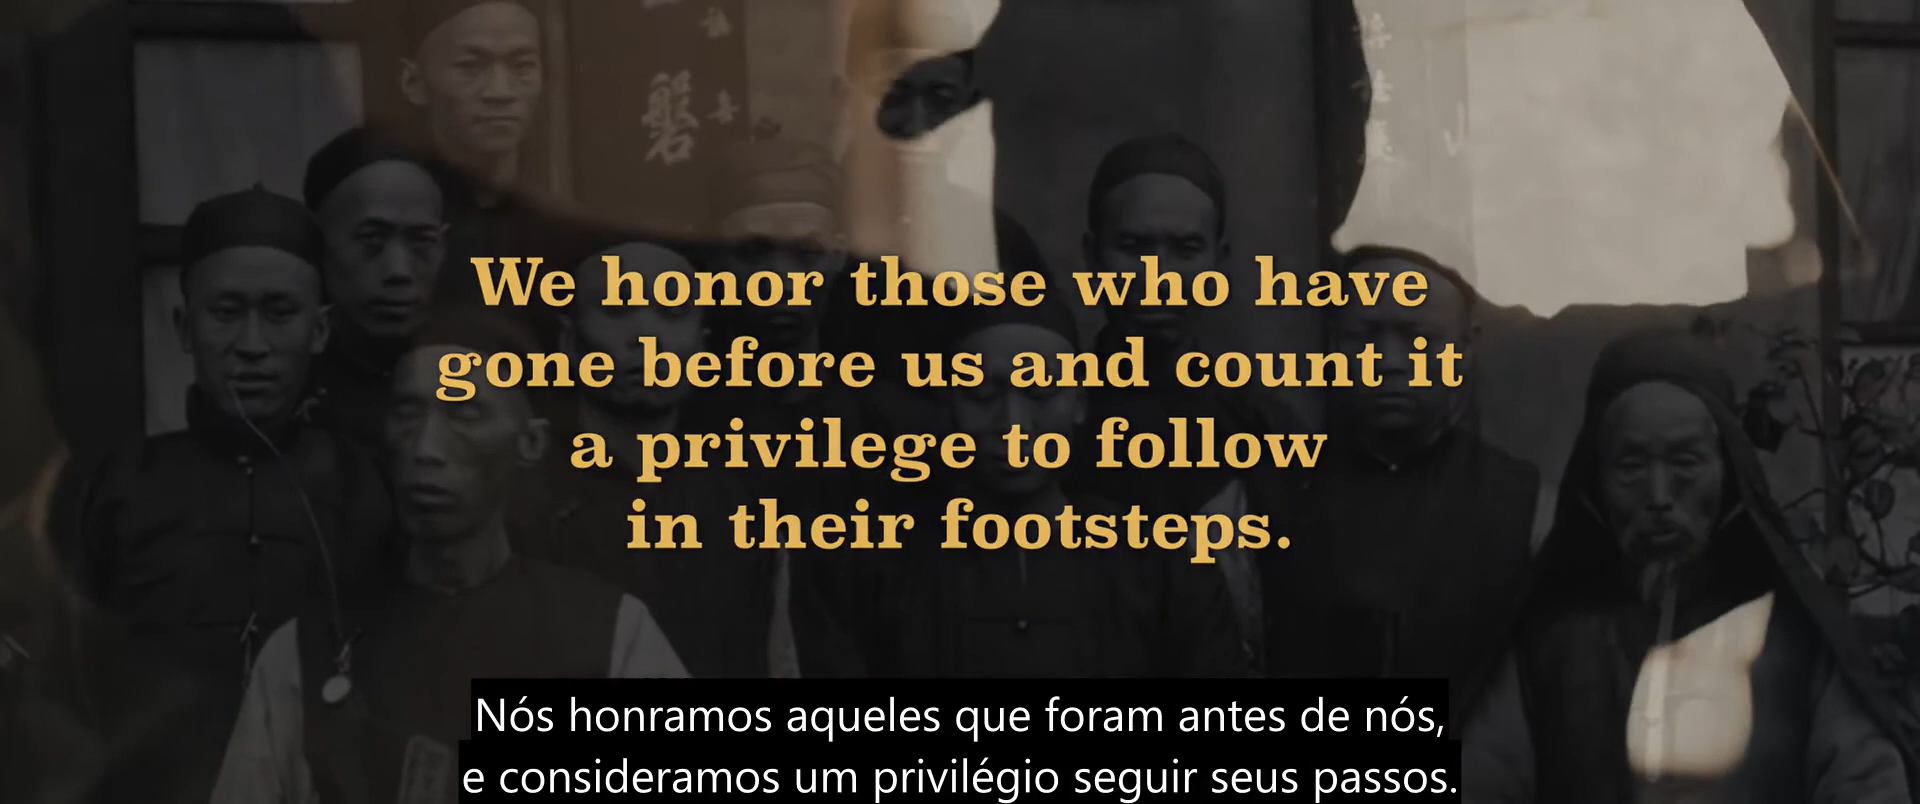 磐
We honor those who have
gone before us and count it
a privilege to follow
in their footsteps.
Nós honramos aqueles que foram antes de nós,
e consideramos um privilégio seguir seus passos.